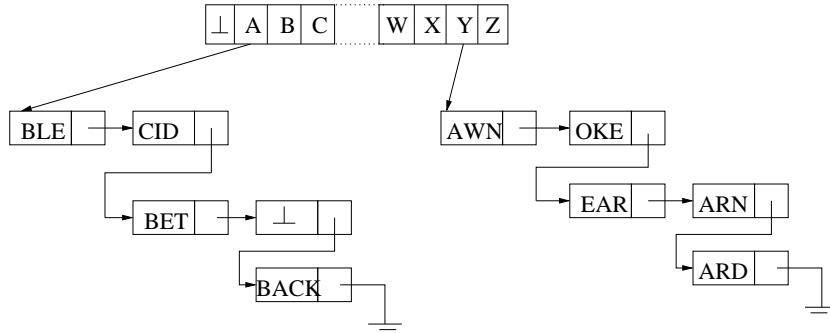 ⊥ A B C W X Y Z
BLE CID AWN OKE
BET ⊥ EAR ARN
BACK ARD